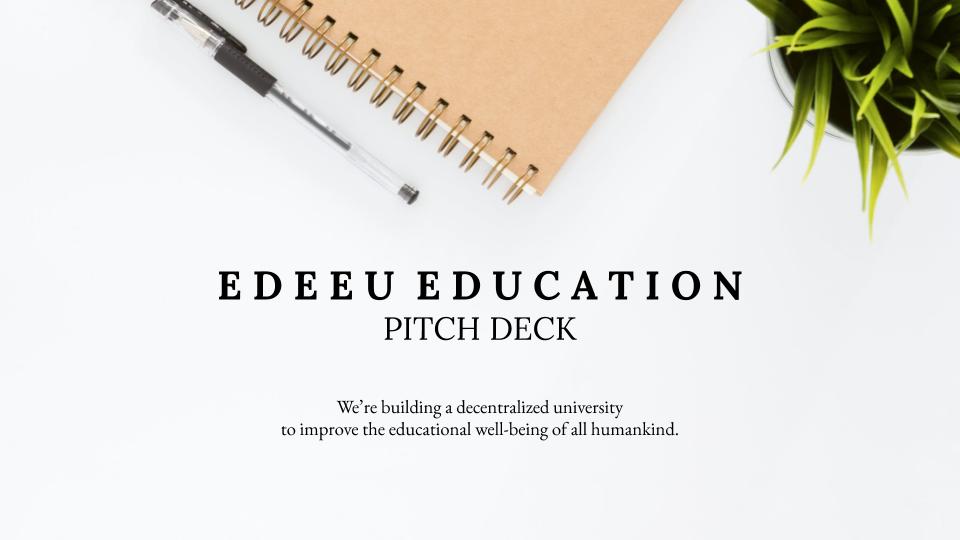 EDEEU EDUCATION
PITCH DECK
We’re building a decentralized university
to improve the educational well-being of all humankind.